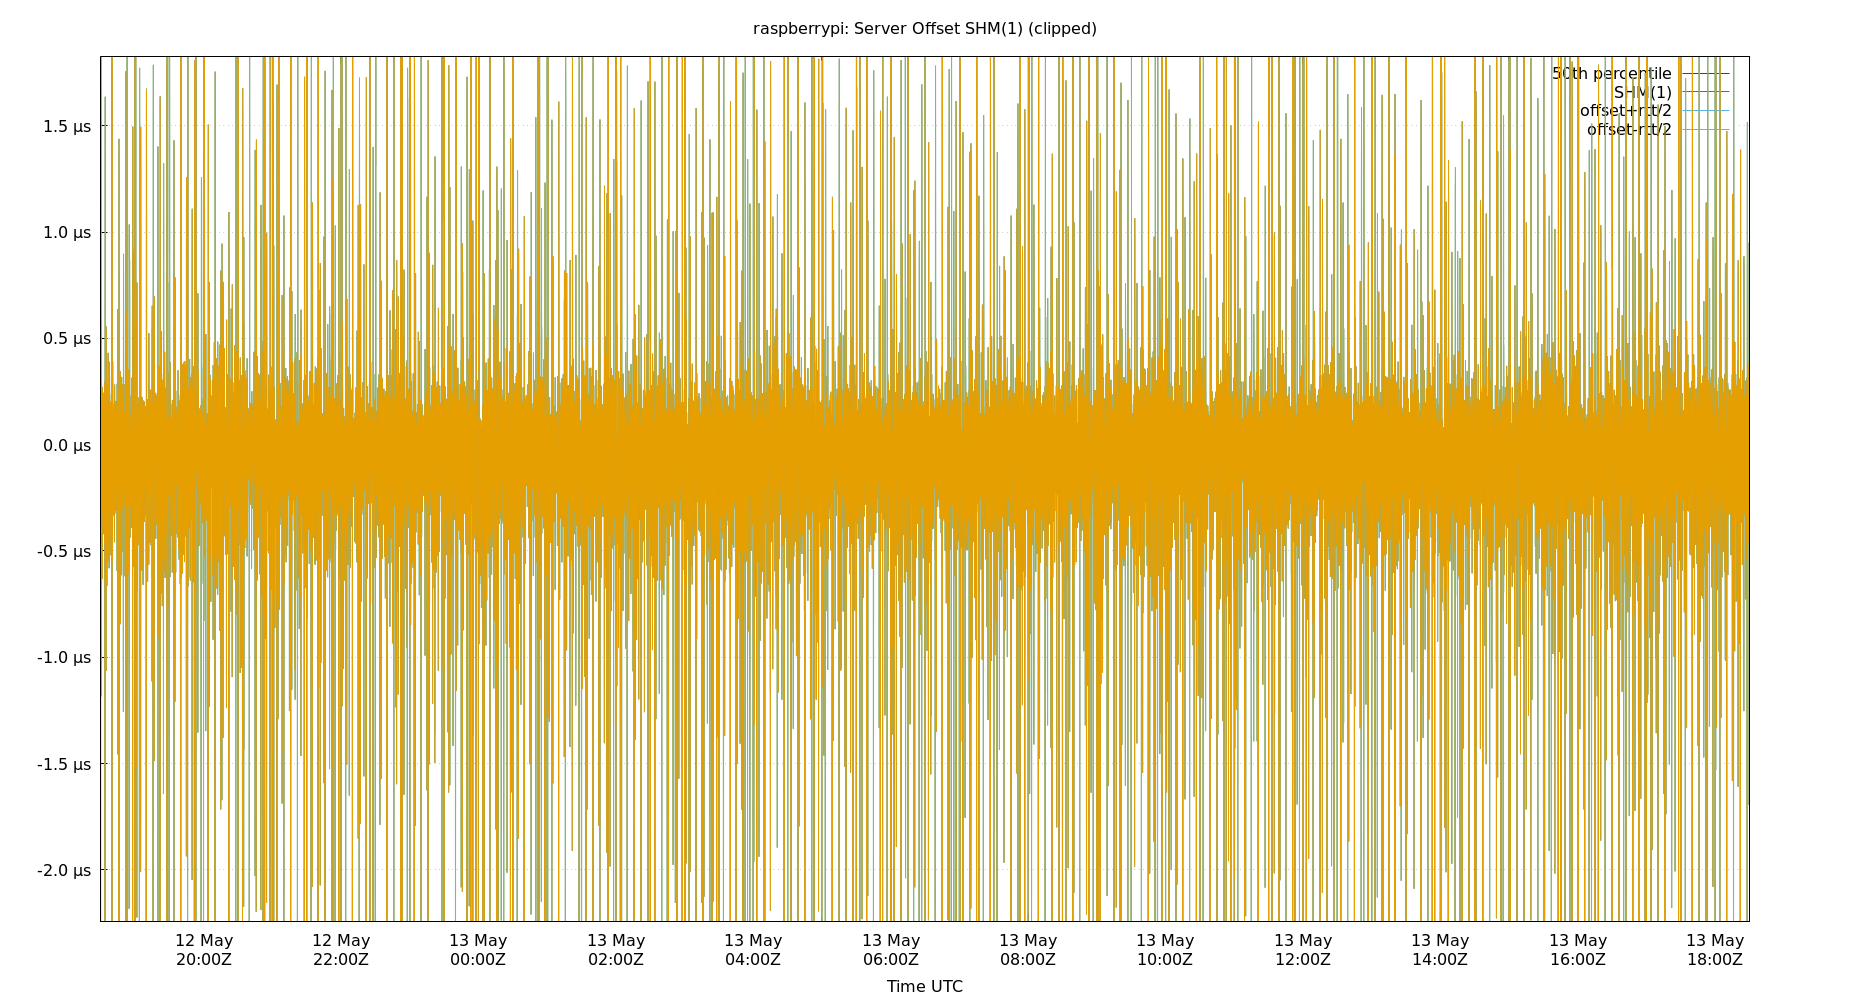 raspberrypi: Server Offset SHM(1) (clipped)
50th percentile
SHM(1)
offset+rtt/2
offset-rtt/2
1.5 µs
1.0 µs
0.5 µs
0.0 µs
-0.5 µs
-1.0 µs
-1.5 µs
-2.0 µs
12 May 12 May 13 May 13 May 13 May 13 May 13 May 13 May 13 May 13 May 13 May 13 May
20:00Z 22:00Z 00:00Z 02:00Z 04:00Z 06:00Z 08:00Z 10:00Z 12:00Z 14:00Z 16:00Z 18:00Z
Time UTC